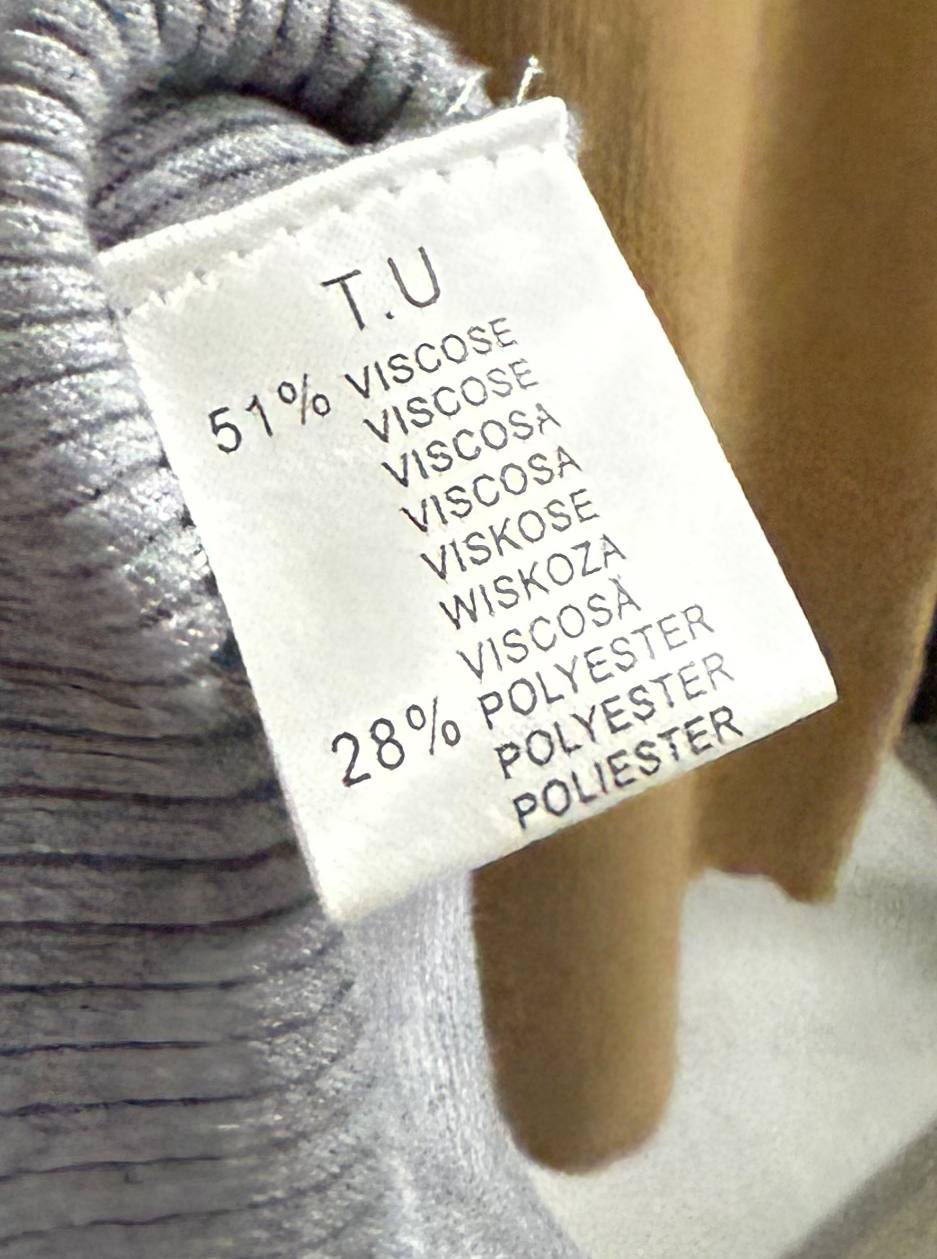 T.U
51% VISCOSE
VISCOSE
VISCOSA
VISCOSA
VISKOSE
WISKOZA
VISCOSĂ
28% POLYESTER
POLYESTER
POLIESTER